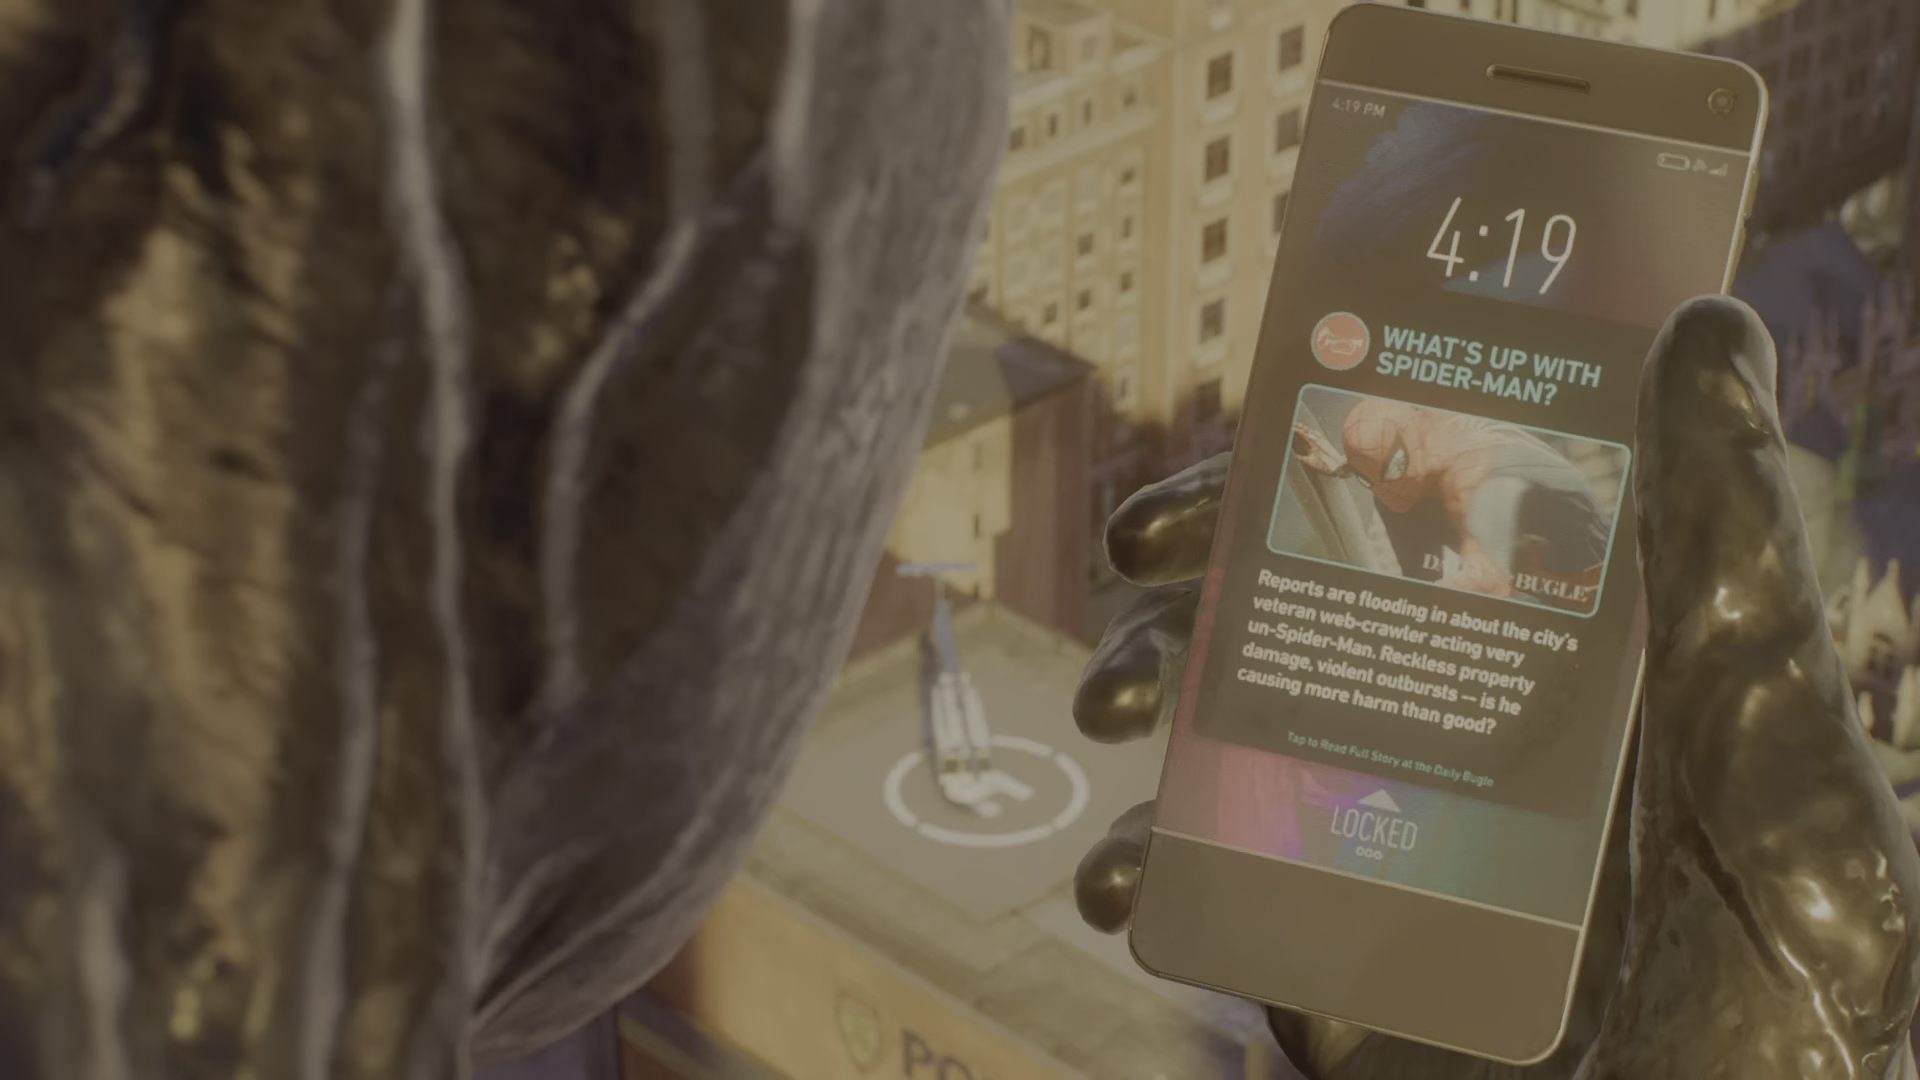 4:19 PM
4:19
WHAT'S UP WITH
SPIDER-MAN?
BUGLE
Reports are flooding in about the city's
veteran web-crawler acting very
un-Spider-Man. Reckless property
damage, violent outbursts -- is he
causing more harm than good?
Tap to Read Full Story at the Daily Bugle
LOCKED